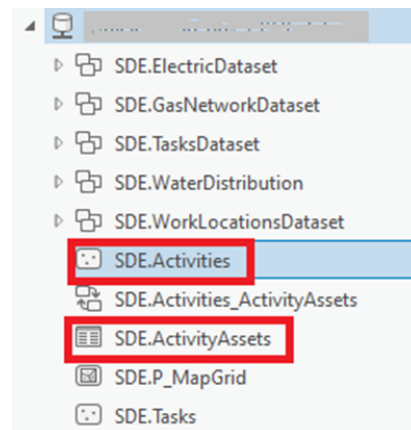 SDE.ElectricDataset
SDE.GasNetworkDataset
SDE.TasksDataset
SDE.WaterDistribution
SDE.WorkLocationsDataset
SDE.Activities
SDE.Activities_ActivityAssets
SDE.ActivityAssets
SDE.P_MapGrid
SDE.Tasks